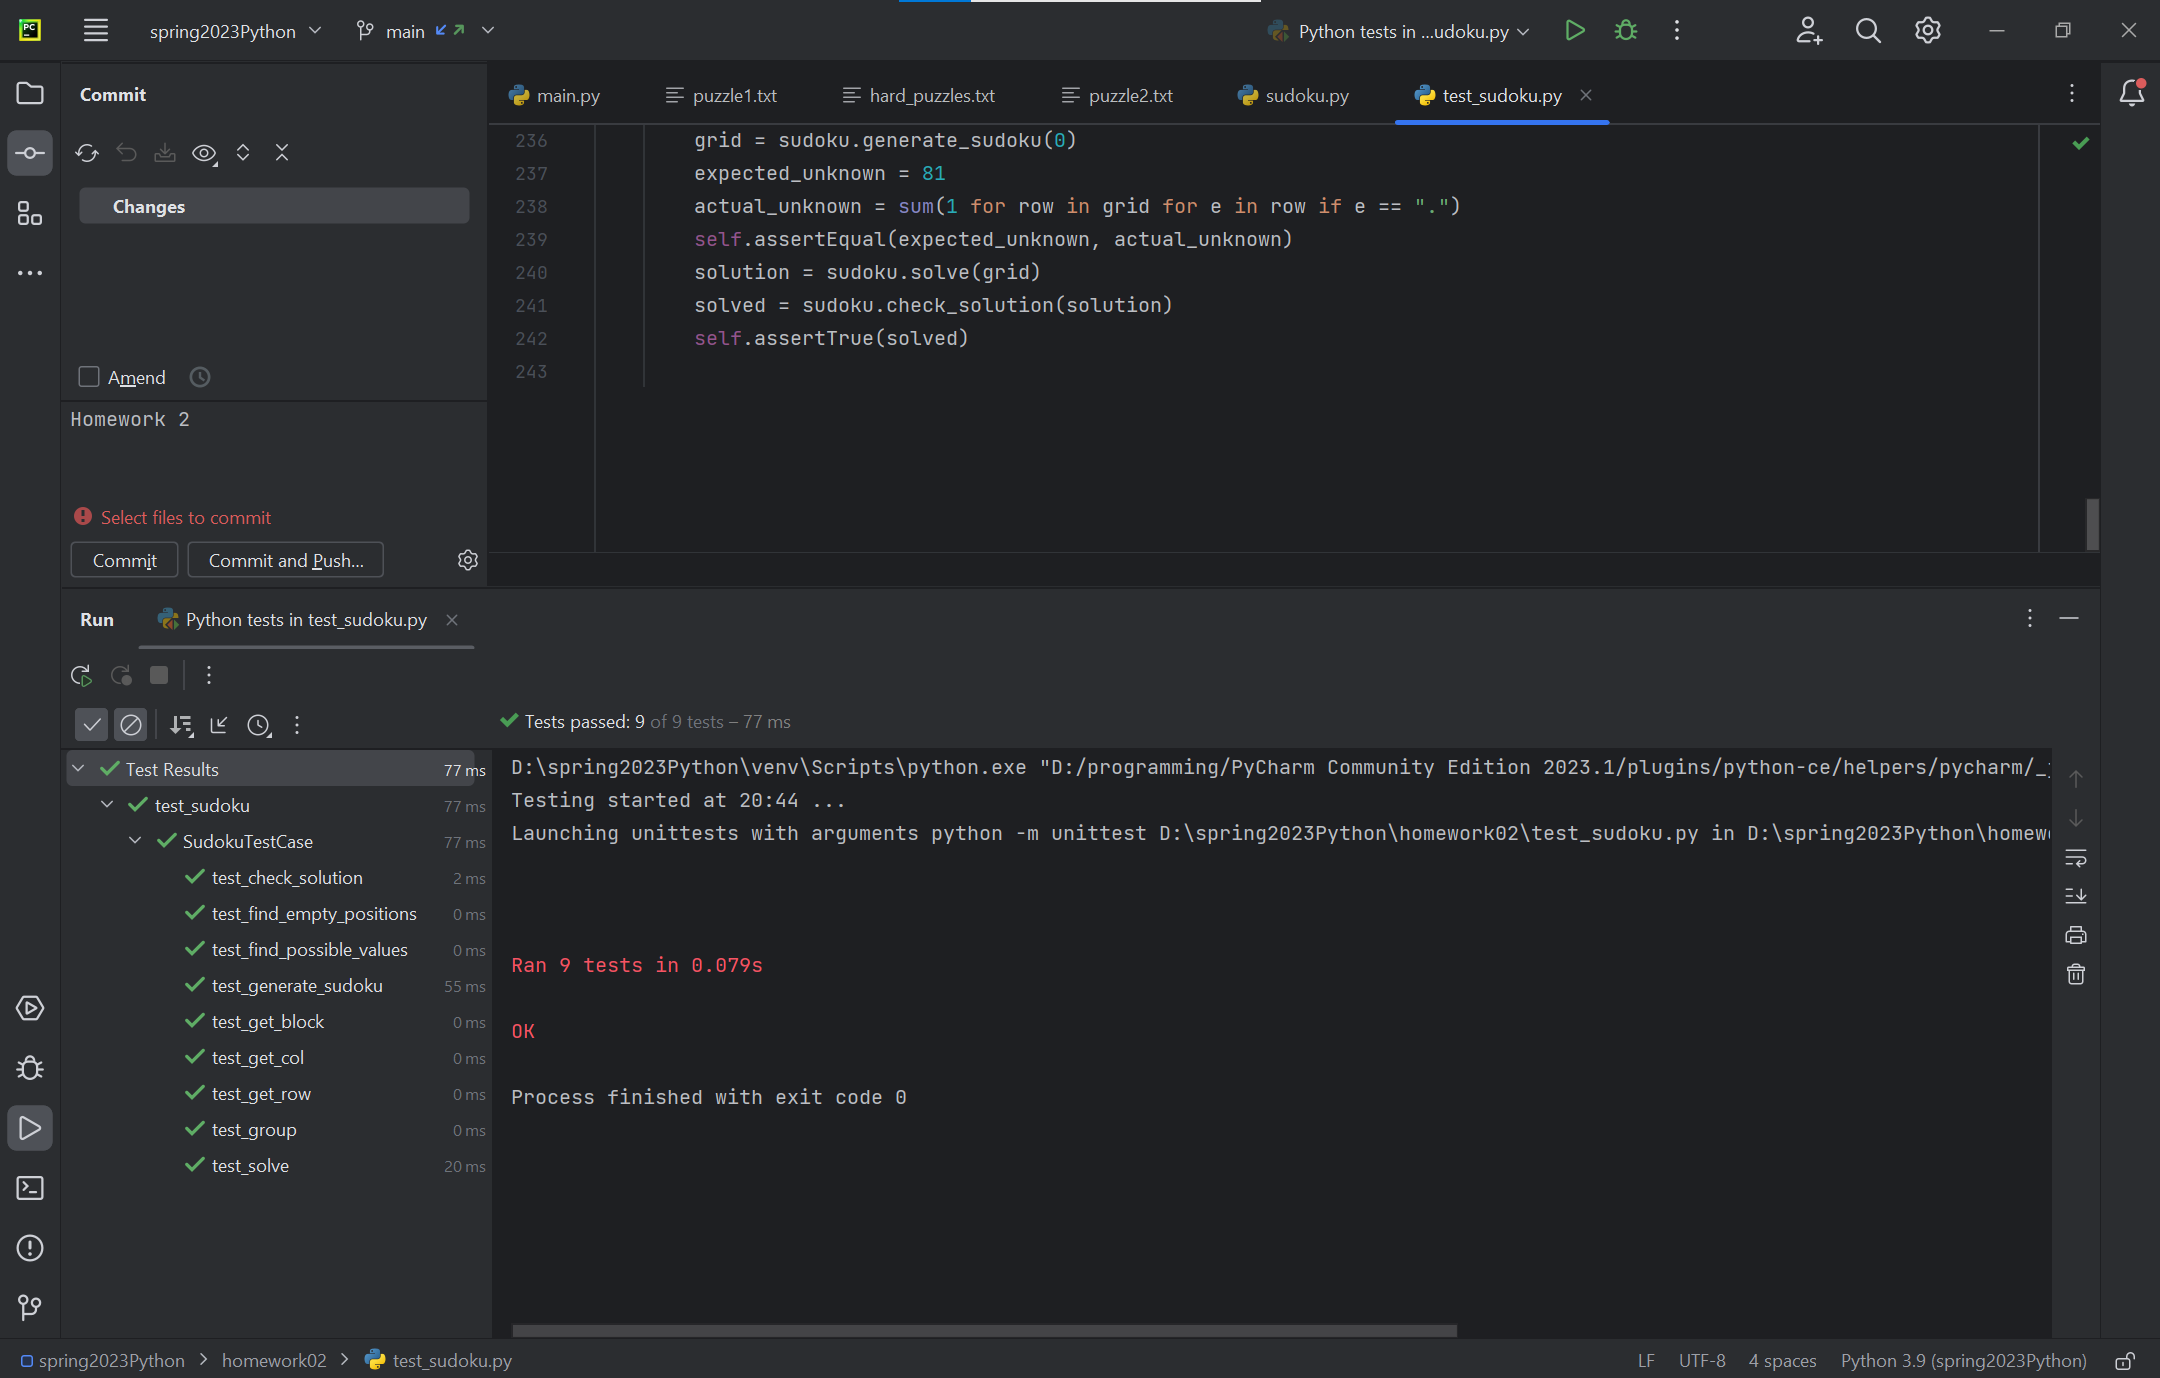 spring2023Python
main
Python tests in ...udoku.py
Commit
Changes
Amend
Homework 2
Select files to commit
Commit
Commit and Push...
main.py
puzzle1.txt
hard_puzzles.txt
puzzle2.txt
sudoku.py
test_sudoku.py
236 grid = sudoku.generate_sudoku(0)
237 expected_unknown = 81
238 actual_unknown = sum(1 for row in grid for e in row if e == ".")
239 self.assertEqual(expected_unknown, actual_unknown)
240 solution = sudoku.solve(grid)
241 solved = sudoku.check_solution(solution)
242 self.assertTrue(solved)
243
Run
Python tests in test_sudoku.py
Tests passed: 9 of 9 tests – 77 ms
Test Results 77 ms
test_sudoku 77 ms
SudokuTestCase 77 ms
test_check_solution 2 ms
test_find_empty_positions 0 ms
test_find_possible_values 0 ms
test_generate_sudoku 55 ms
test_get_block 0 ms
test_get_col 0 ms
test_get_row 0 ms
test_group 0 ms
test_solve 20 ms
D:\spring2023Python\venv\Scripts\python.exe "D:/programming/PyCharm Community Edition 2023.1/plugins/python-ce/helpers/pycharm/_
Testing started at 20:44 ...
Launching unittests with arguments python -m unittest D:\spring2023Python\homework02\test_sudoku.py in D:\spring2023Python\homew
Ran 9 tests in 0.079s
OK
Process finished with exit code 0
spring2023Python > homework02 > test_sudoku.py
LF UTF-8 4 spaces Python 3.9 (spring2023Python)